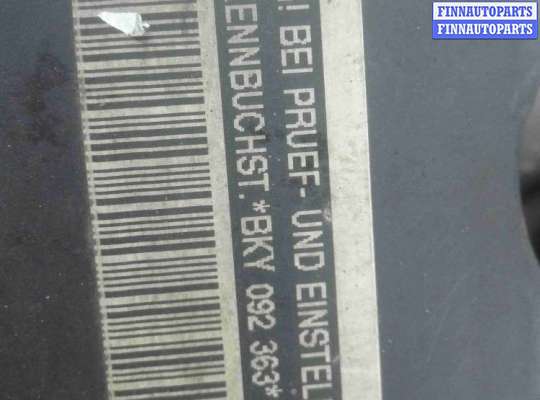 FINNAUTOPARTS
FINNAUTOPARTS
! BEI PRUEF- UND EINSTEL
ENNBUCHST.*BKY 092 363*